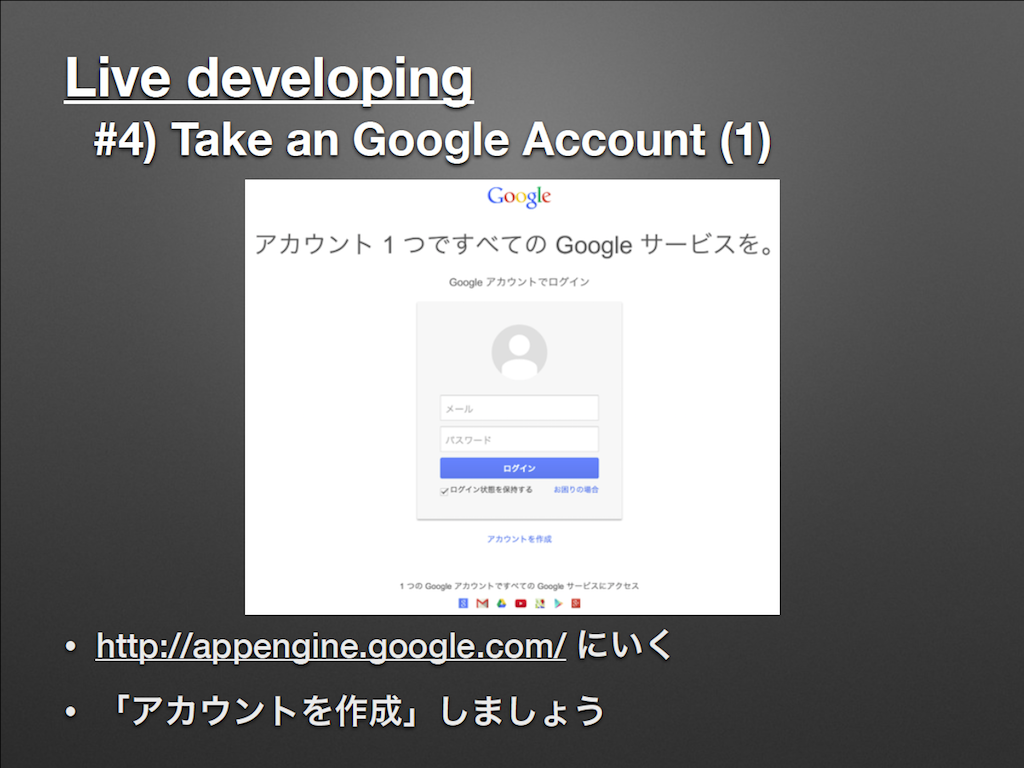 Live developing
#4) Take an Google Account (1)
Google
アカウント 1 つですべての Google サービスを。
Google アカウントでログイン
メール
パスワード
ログイン
ログイン状態を保持する お困りの場合
アカウントを作成
1 つの Google アカウントですべての Google サービスにアクセス
• http://appengine.google.com/ にいく
• 「アカウントを作成」しましょう